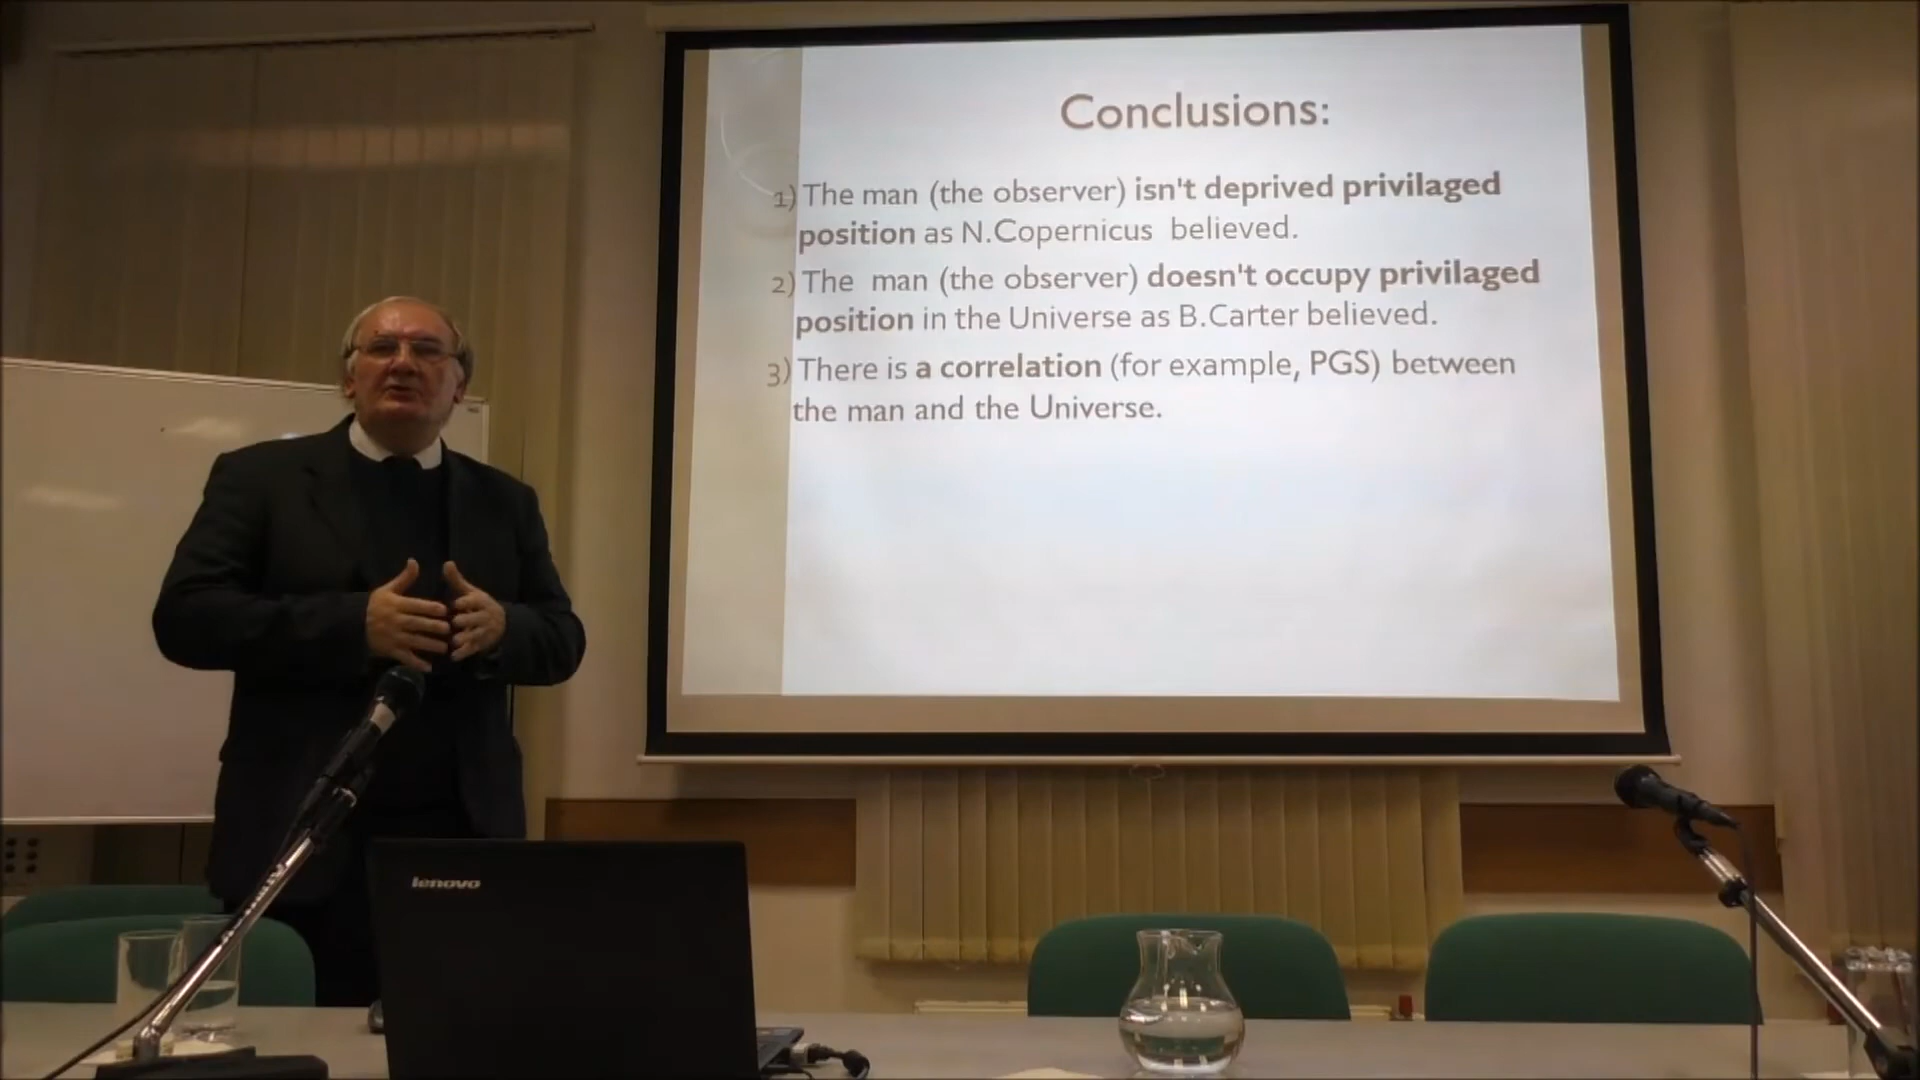 Conclusions:
1) The man (the observer) isn't deprived privilaged
position as N.Copernicus believed.
2) The man (the observer) doesn't occupy privilaged
position in the Universe as B.Carter believed.
3) There is a correlation (for example, PGS) between
the man and the Universe.
lenovo